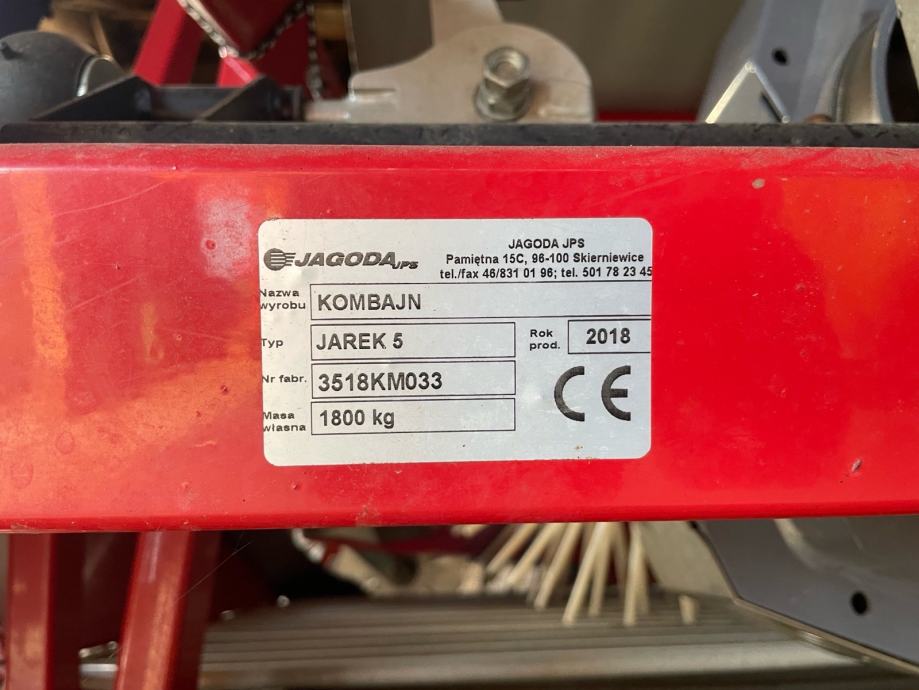 JAGODA JPS
JAGODA JPS
Pamiętna 15C, 96-100 Skierniewice
tel./fax 46/831 01 96; tel. 501 78 23 45
Nazwa
wyrobu
KOMBAJN
Typ
JAREK 5
Rok
prod.
2018
Nr fabr.
3518KM033
Masa
własna
1800 kg
CE